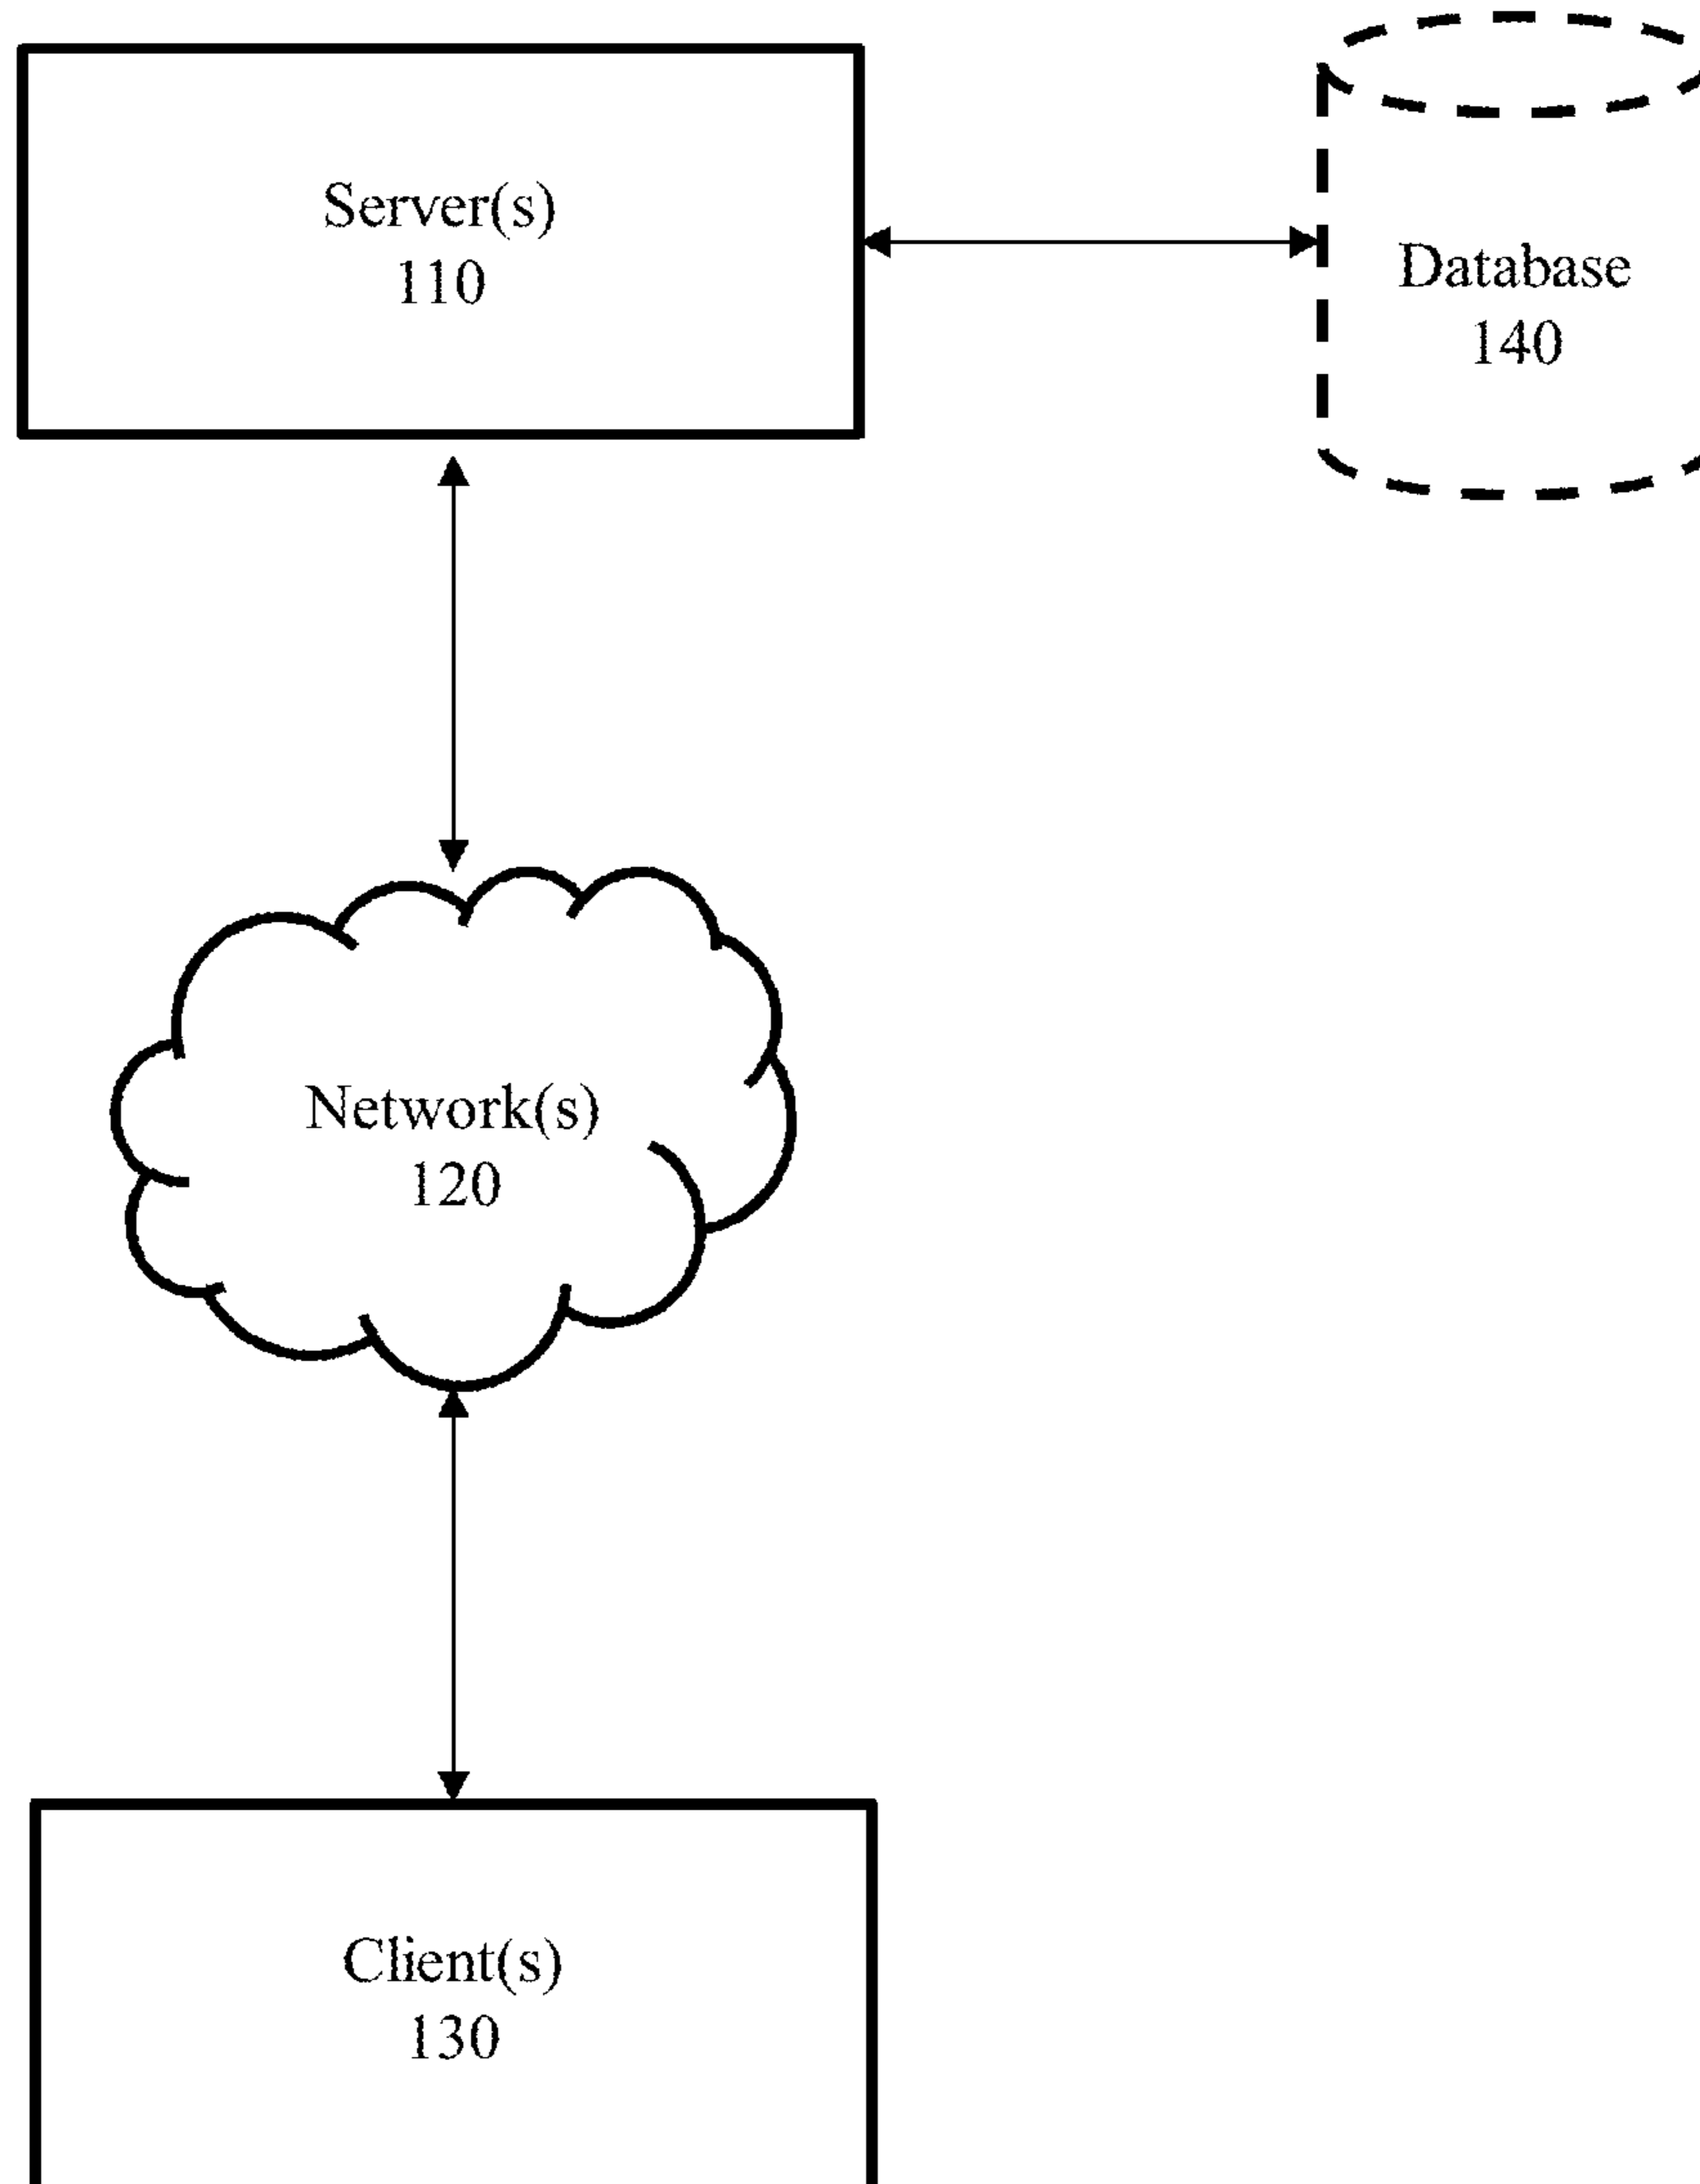 Server(s)
110
Database
140
Network(s)
120
Client(s)
130